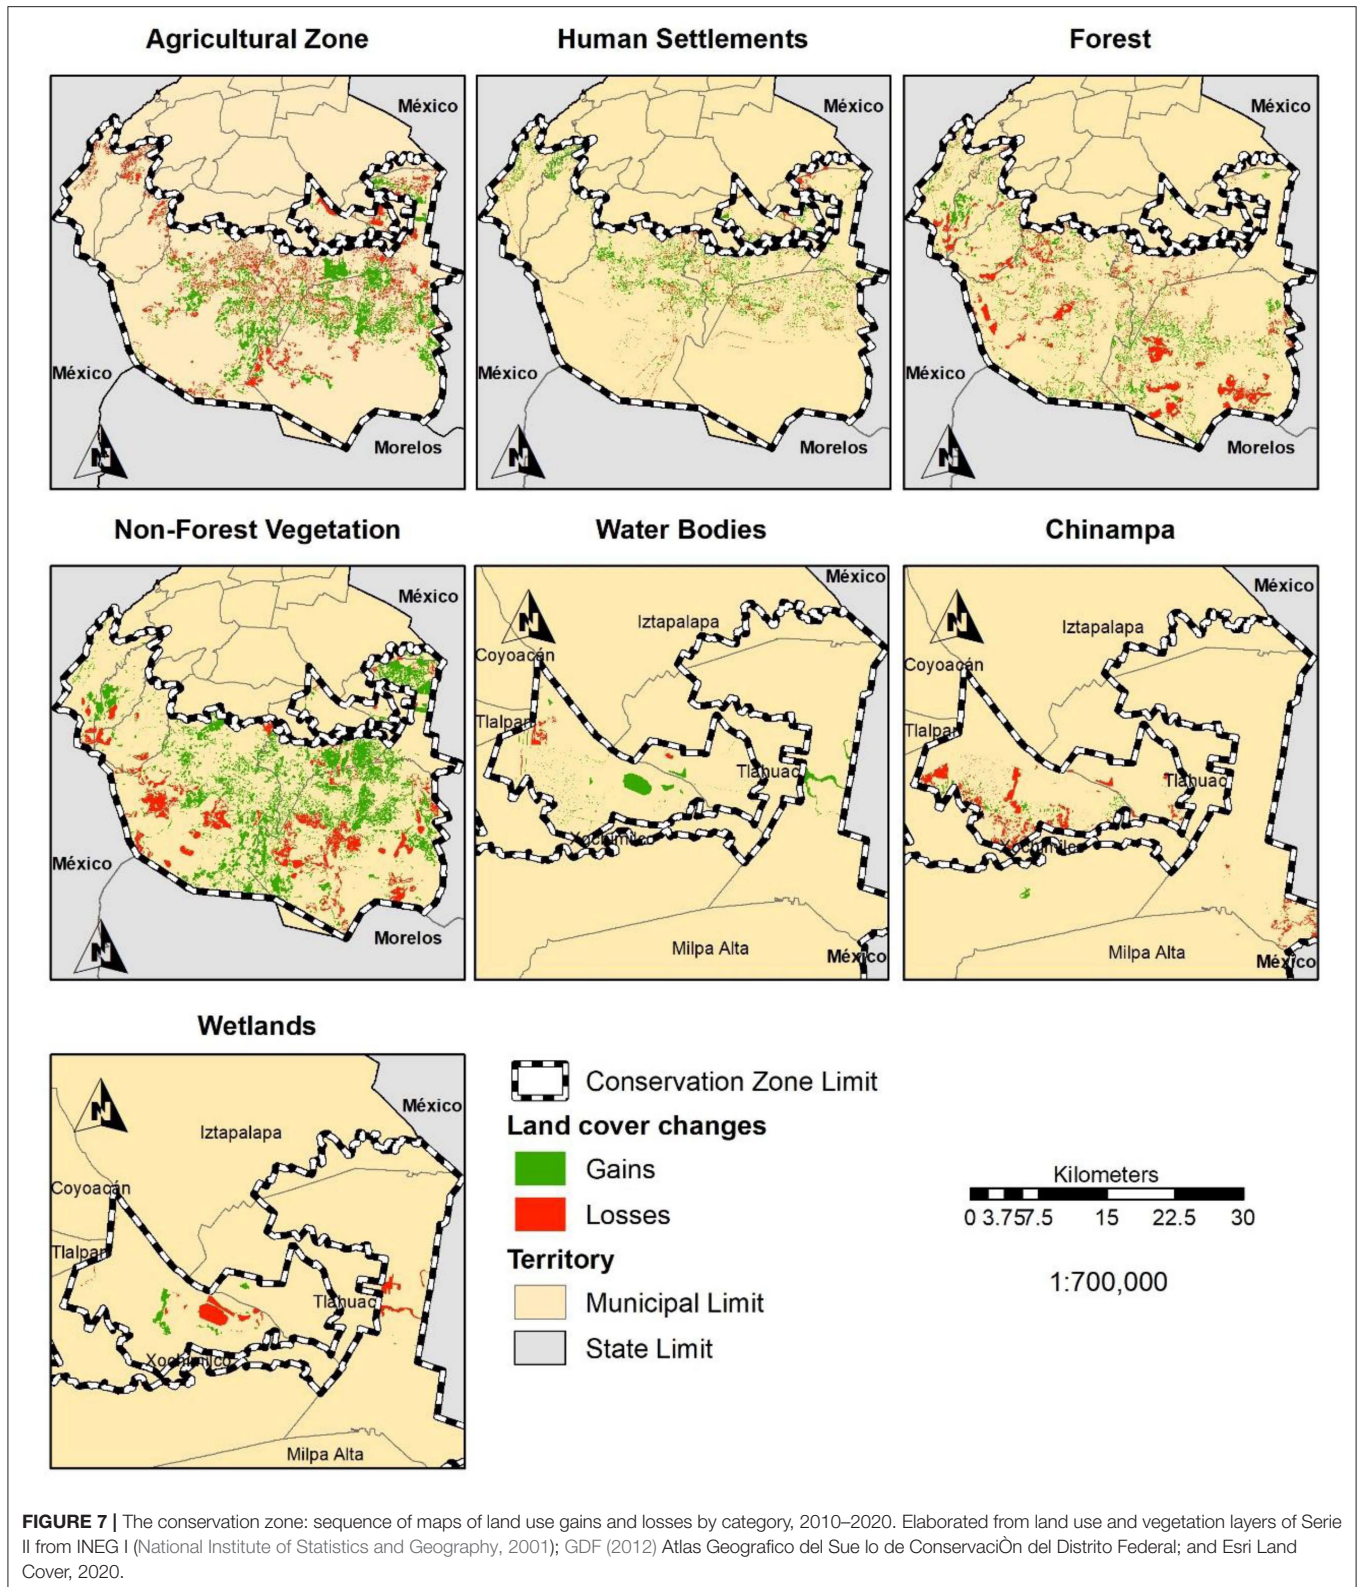 Agricultural Zone
Human Settlements
Forest
México
México
México
México
México
México
Morelos
Morelos
Morelos
N
N
N
Non-Forest Vegetation
Water Bodies
Chinampa
México
México
México
N
N
Iztapalapa
Iztapalapa
Coyoacán
Coyoacán
Tlalpan
Tlalpan
Tlahuac
Tlahuac
Xochimilco
Xochimilco
México
Morelos
N
Milpa Alta
México
Milpa Alta
México
Wetlands
N
México
Iztapalapa
Coyoacán
Tlalpan
Tlahuac
Xochimilco
Milpa Alta
Conservation Zone Limit
Land cover changes
Gains
Losses
Territory
Municipal Limit
State Limit
Kilometers
0 3.757.5 15 22.5 30
1:700,000
FIGURE 7 | The conservation zone: sequence of maps of land use gains and losses by category, 2010–2020. Elaborated from land use and vegetation layers of Serie
II from INEG I (National Institute of Statistics and Geography, 2001); GDF (2012) Atlas Geografico del Sue lo de ConservaciÒn del Distrito Federal; and Esri Land
Cover, 2020.